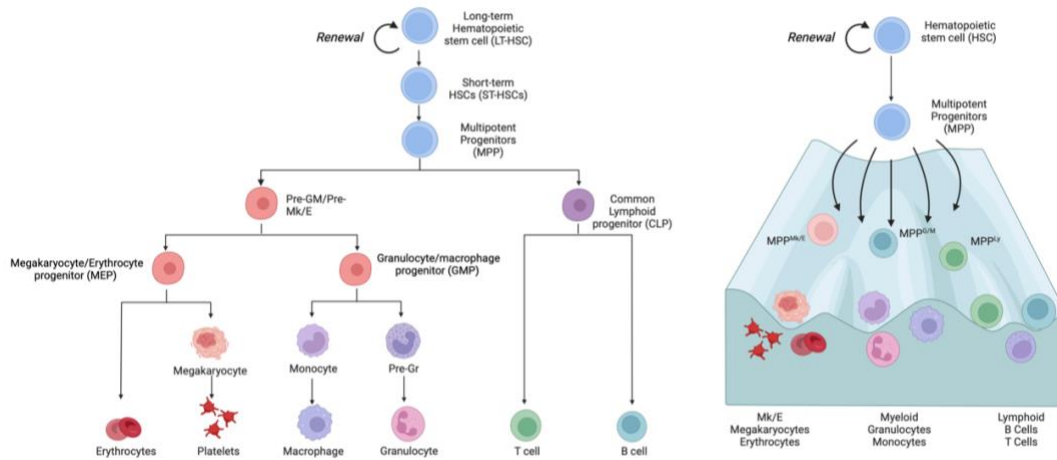 Renewal
Long-term
Hematopoietic
stem cell (LT-HSC)
Short-term
HSCs (ST-HSCs)
Multipotent
Progenitors
(MPP)
Pre-GM/Pre-
Mk/E
Common
Lymphoid
progenitor (CLP)
Megakaryocyte/Erythrocyte
progenitor (MEP)
Granulocyte/macrophage
progenitor (GMP)
Megakaryocyte
Monocyte
Pre-Gr
Erythrocytes
Platelets
Macrophage
Granulocyte
T cell
B cell
Renewal
Hematopoietic
stem cell (HSC)
Multipotent
Progenitors
(MPP)
MPPMk/E
MPPG/M
MPPLy
Mk/E
Megakaryocytes
Erythrocytes
Myeloid
Granulocytes
Monocytes
Lymphoid
B Cells
T Cells